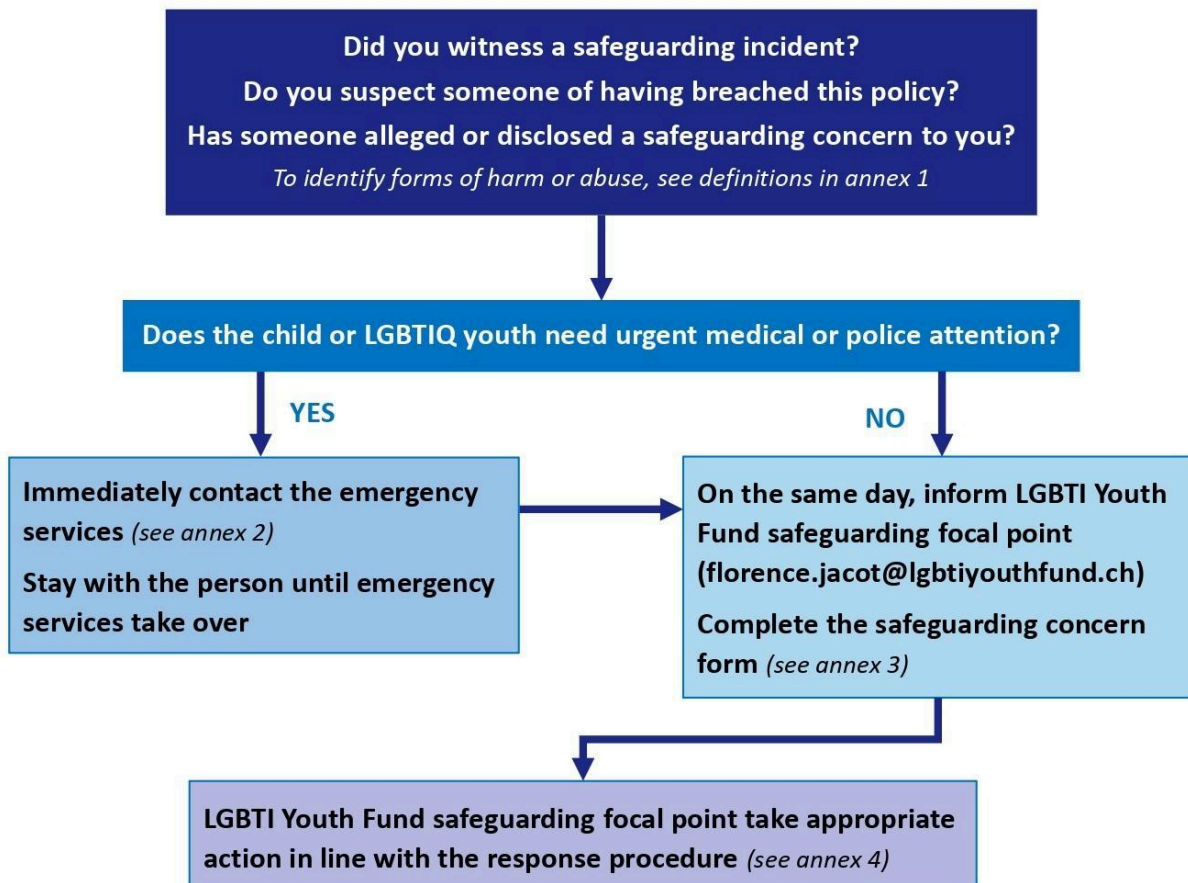 Did you witness a safeguarding incident?
Do you suspect someone of having breached this policy?
Has someone alleged or disclosed a safeguarding concern to you?
To identify forms of harm or abuse, see definitions in annex 1
Does the child or LGBTIQ youth need urgent medical or police attention?
YES
NO
Immediately contact the emergency
services (see annex 2)
Stay with the person until emergency
services take over
On the same day, inform LGBTI Youth
Fund safeguarding focal point
(florence.jacot@lgbtiyouthfund.ch)
Complete the safeguarding concern
form (see annex 3)
LGBTI Youth Fund safeguarding focal point take appropriate
action in line with the response procedure (see annex 4)